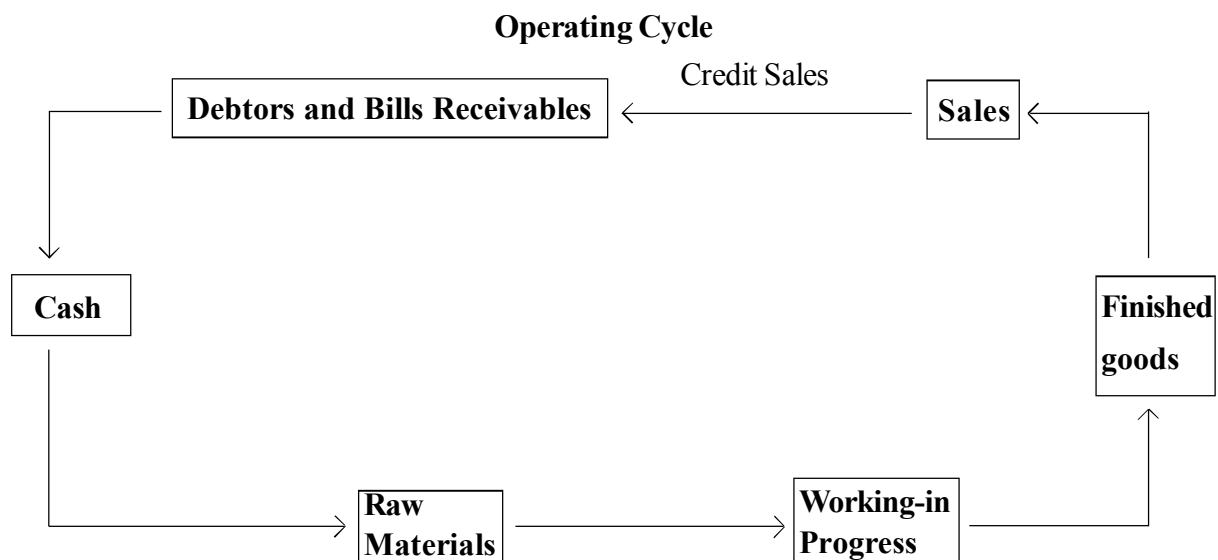 Operating Cycle
Credit Sales
Debtors and Bills Receivables
Sales
Cash
Finished
goods
Raw
Materials
Working-in
Progress